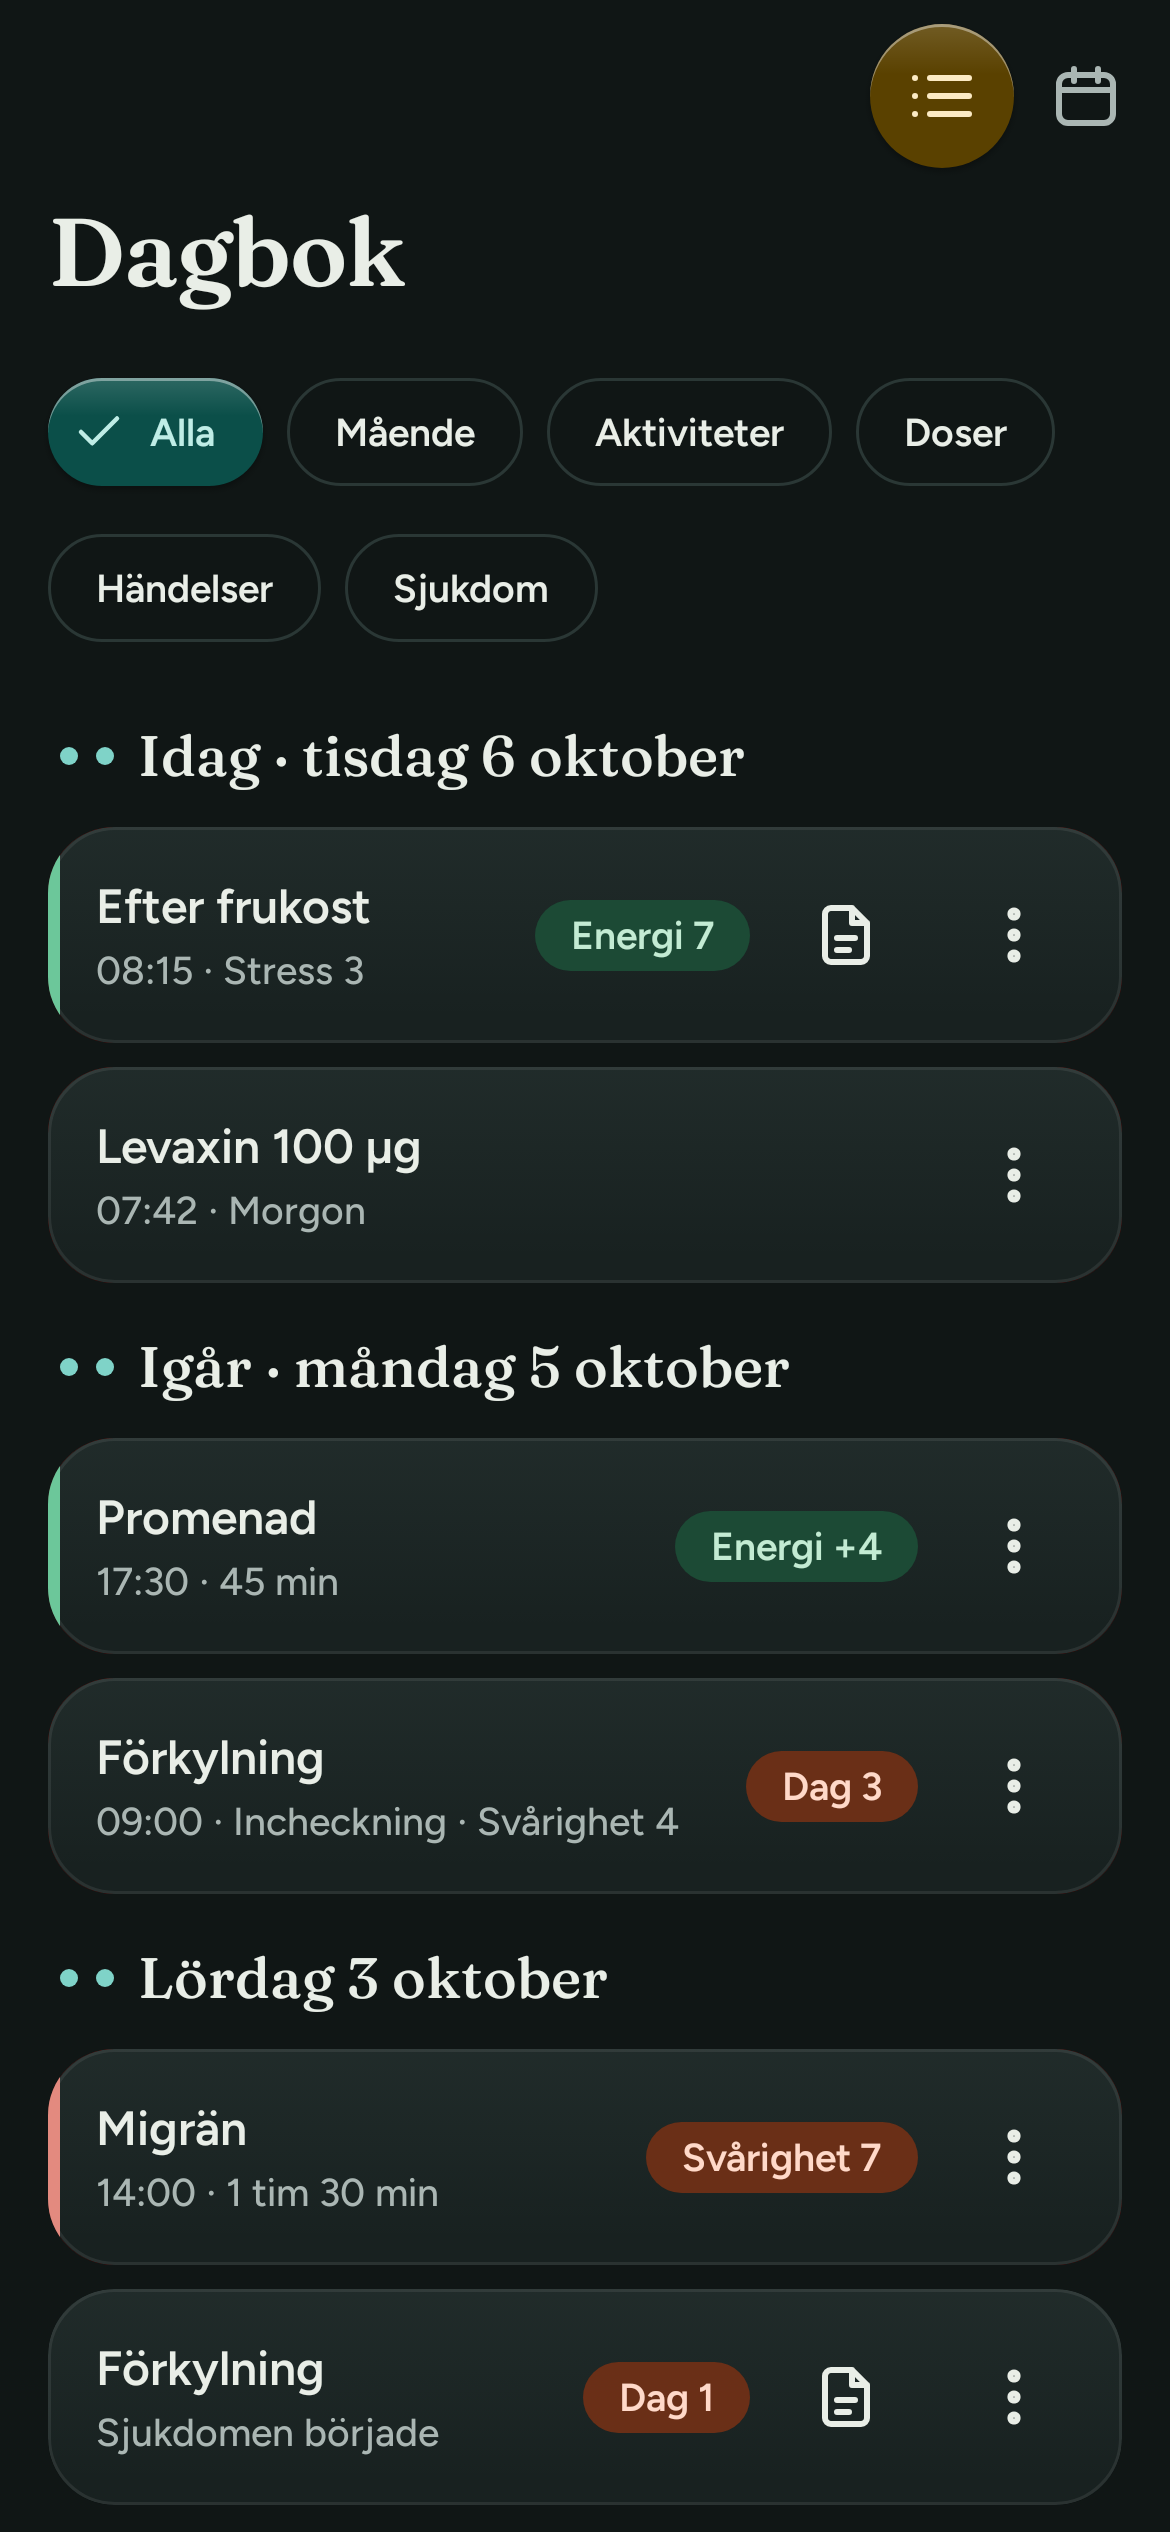 Dagbok
Alla
Mående
Aktiviteter
Doser
Händelser
Sjukdom
Idag · tisdag 6 oktober
Efter frukost
08:15 · Stress 3
Energi 7
Levaxin 100 µg
07:42 · Morgon
Igår · måndag 5 oktober
Promenad
17:30 · 45 min
Energi +4
Förkylning
09:00 · Incheckning · Svårighet 4
Dag 3
Lördag 3 oktober
Migrän
14:00 · 1 tim 30 min
Svårighet 7
Förkylning
Sjukdomen började
Dag 1